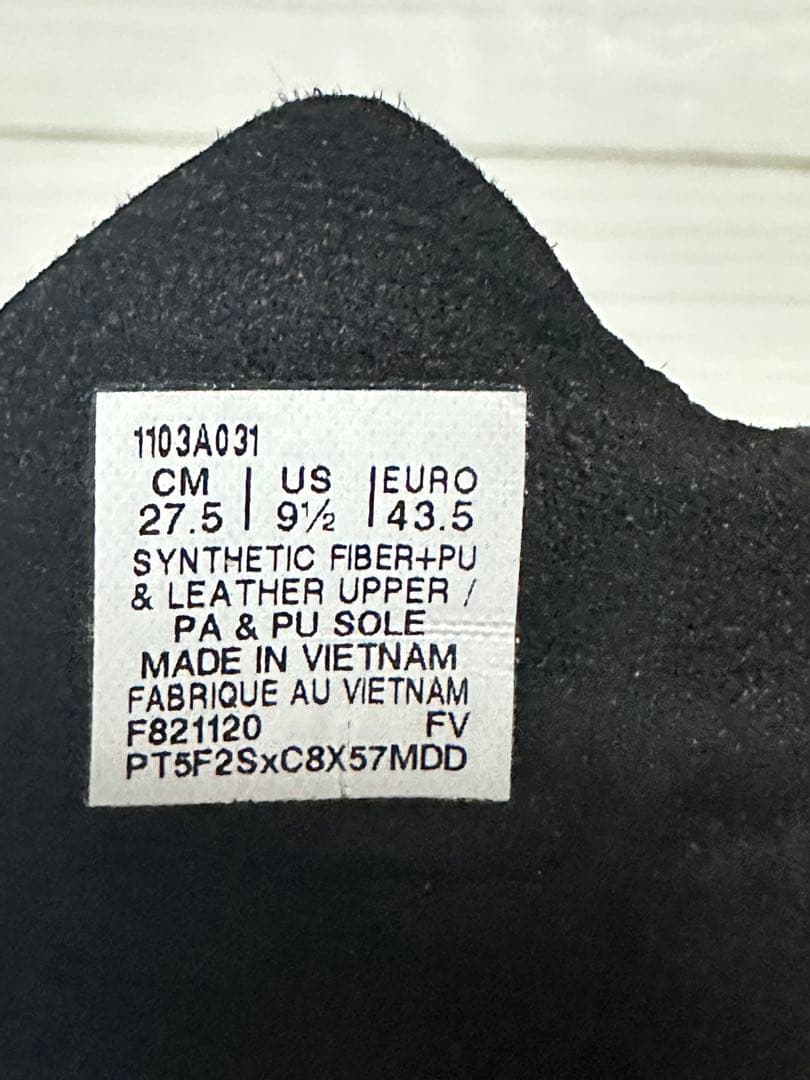 1103A031
CM | US | EURO
27.5 | 9½ | 43.5
SYNTHETIC FIBER+PU
& LEATHER UPPER /
PA & PU SOLE
MADE IN VIETNAM
FABRIQUE AU VIETNAM
F821120 FV
PT5F2SxC8X57MDD